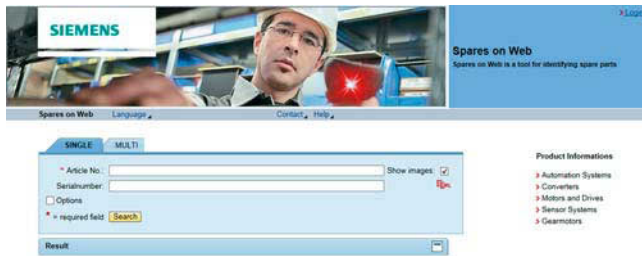 SIEMENS
Spares on Web
Spares on Web is a tool for identifying spare parts
Spares on Web Language Contact Help
SINGLE MULTI
* Article No.: Show images:
Serialnumber:
Options
* = required field Search
Result
Product Informations
Automation Systems
Converters
Motors and Drives
Sensor Systems
Gearmotors